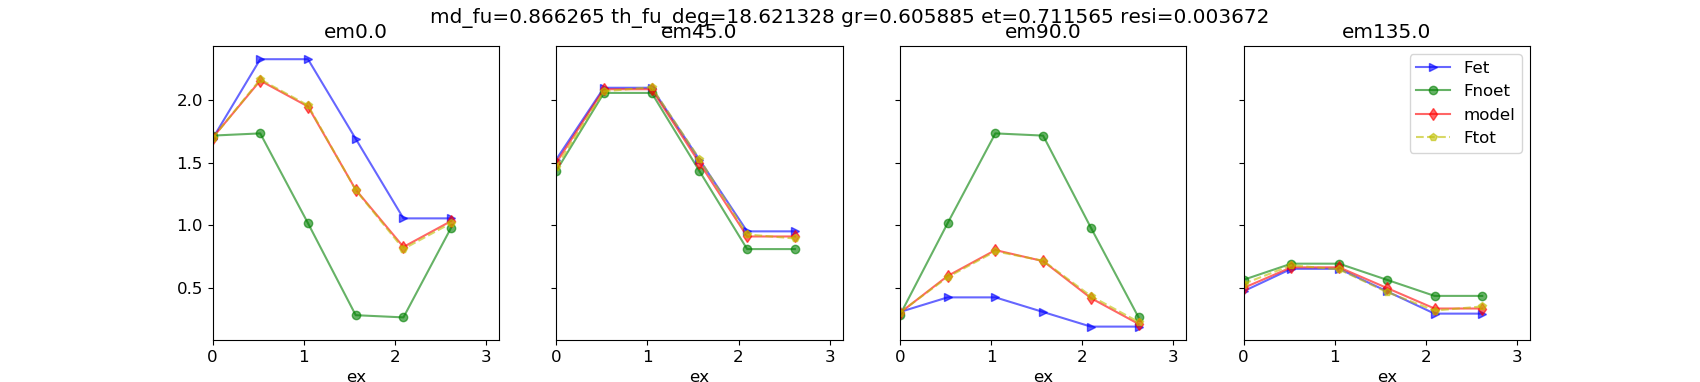 md_fu=0.866265 th_fu_deg=18.621328 gr=0.605885 et=0.711565 resi=0.003672
em0.0 em45.0 em90.0 em135.0
2.0
1.5
1.0
0.5
Fet
Fnoet
model
Ftot
0 1 2 3 0 1 2 3 0 1 2 3 0 1 2 3
ex ex ex ex